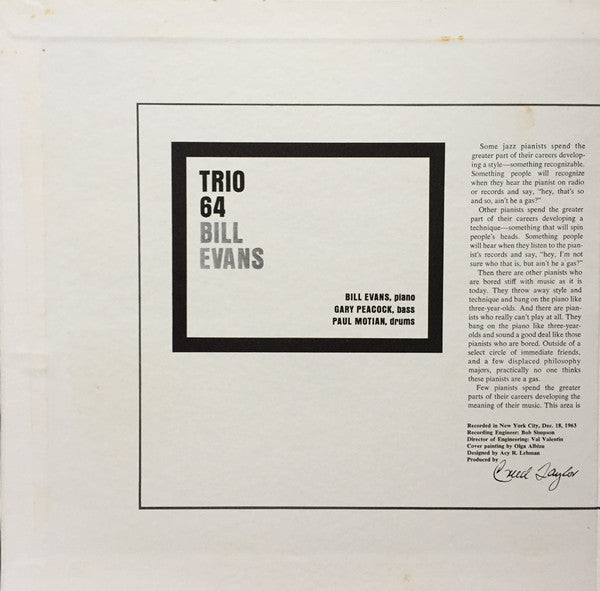 TRIO
64
BILL
EVANS
BILL EVANS, piano
GARY PEACOCK, bass
PAUL MOTIAN, drums
Some jazz pianists spend the
greater part of their careers develop-
ing a style—something recognizable.
Something people will recognize
when they hear the pianist on radio
or records and say, "hey, that's so
and so, ain't he a gas?"
Other pianists spend the greater
part of their careers developing a
technique—something that will spin
people's heads. Something people
will hear when they listen to the pian-
ist's records and say, "hey, I'm not
sure who that is, but ain't he a gas?"
Then there are other pianists who
are bored stiff with music as it is
today. They throw away style and
technique and bang on the piano like
three-year-olds. And there are pian-
ists who really can't play at all. They
bang on the piano like three-year-
olds and sound a good deal like those
pianists who are bored. Outside of a
select circle of immediate friends,
and a few displaced philosophy
majors, practically no one thinks
these pianists are a gas.
Few pianists spend the greater
parts of their careers developing the
meaning of their music. This area is
Recorded in New York City, Dec. 18, 1963
Recording Engineer: Bob Simpson
Director of Engineering: Val Valentin
Cover painting by Olga Albizu
Designed by Acy R. Lehman
Produced by
Creed Taylor